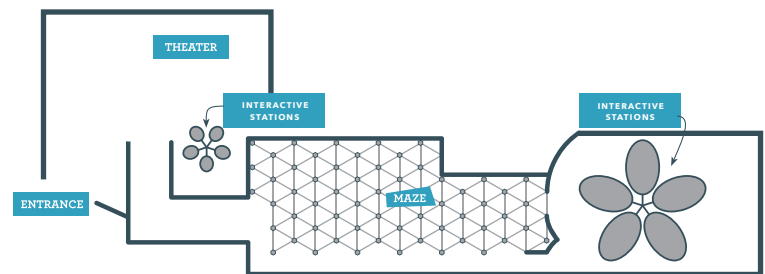 THEATER
INTERACTIVE
STATIONS
INTERACTIVE
STATIONS
MAZE
ENTRANCE